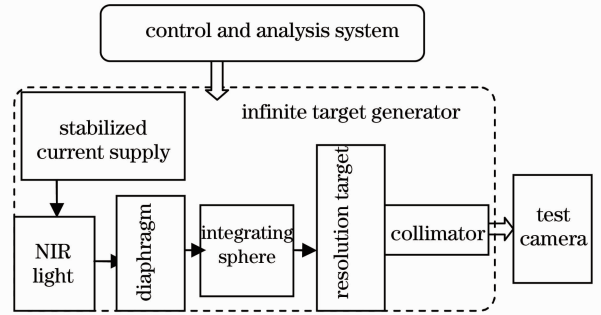 control and analysis system
infinite target generator
stabilized
current supply
NIR
light
diaphragm
integrating
sphere
resolution target
collimator
test
camera